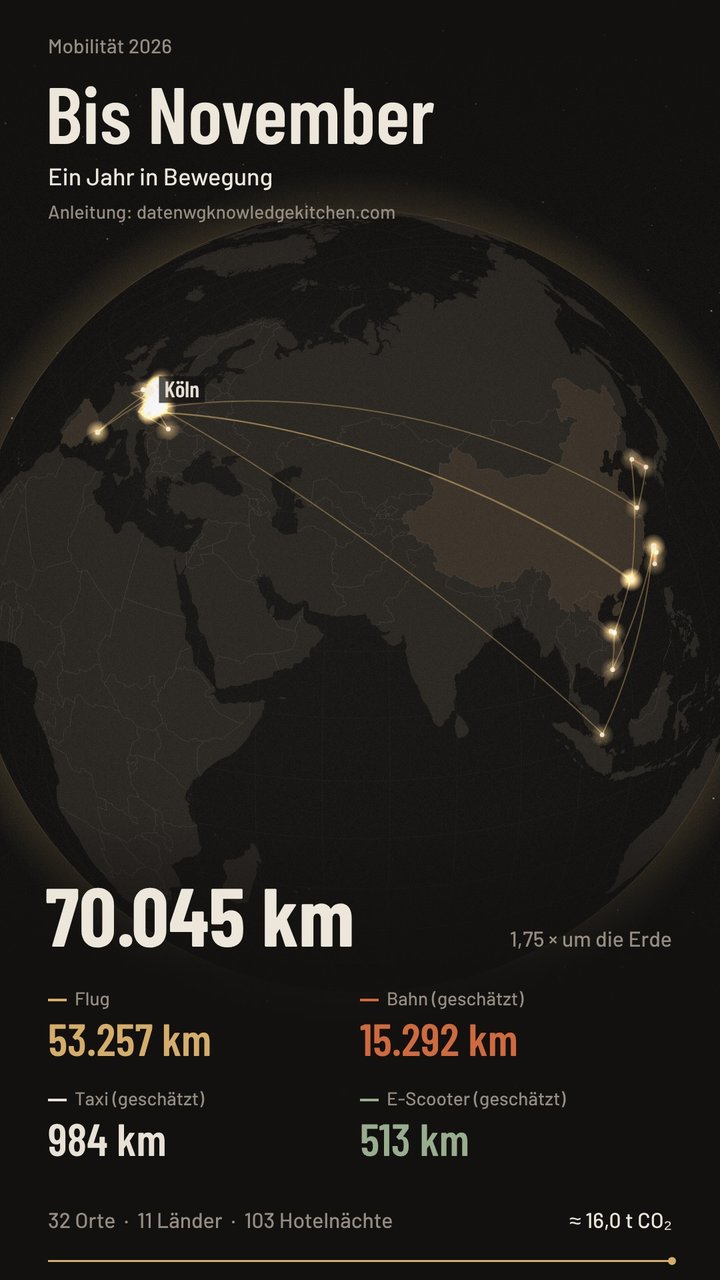 Mobilität 2026
Bis November
Ein Jahr in Bewegung
Anleitung: datenwgknowledgekitchen.com
Köln
70.045 km
1,75 × um die Erde
Flug
Bahn (geschätzt)
53.257 km
15.292 km
Taxi (geschätzt)
E-Scooter (geschätzt)
984 km
513 km
32 Orte · 11 Länder · 103 Hotelnächte
≈ 16,0 t CO₂